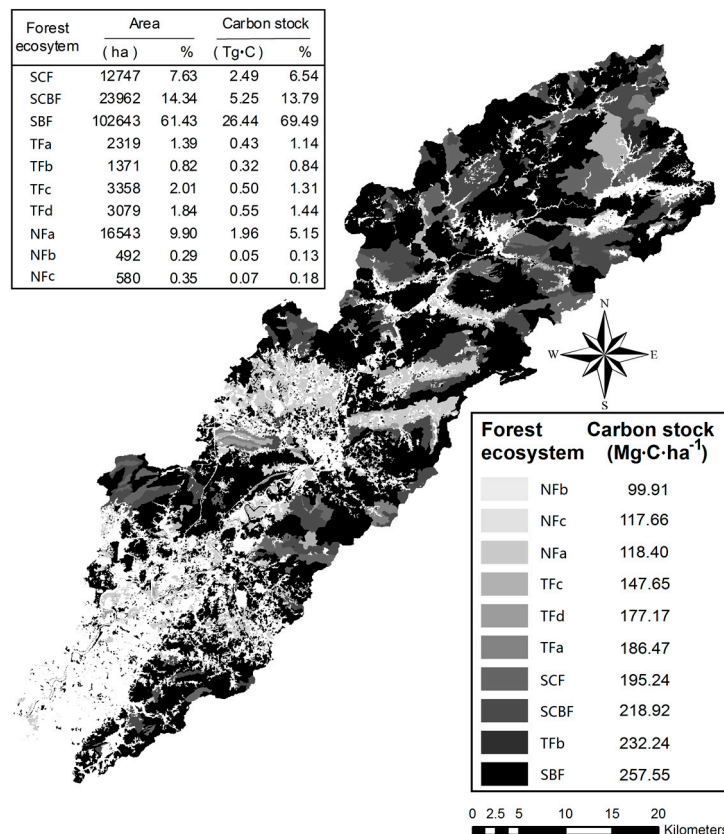 Forest ecosytem Area Carbon stock
( ha ) % ( Tg•C ) %
SCF 12747 7.63 2.49 6.54
SCBF 23962 14.34 5.25 13.79
SBF 102643 61.43 26.44 69.49
TFa 2319 1.39 0.43 1.14
TFb 1371 0.82 0.32 0.84
TFc 3358 2.01 0.50 1.31
TFd 3079 1.84 0.55 1.44
NFa 16543 9.90 1.96 5.15
NFb 492 0.29 0.05 0.13
NFc 580 0.35 0.07 0.18
N
W E
S
Forest Carbon stock
ecosystem (Mg·C·ha⁻¹)
NFb 99.91
NFc 117.66
NFa 118.40
TFc 147.65
TFd 177.17
TFa 186.47
SCF 195.24
SCBF 218.92
TFb 232.24
SBF 257.55
0 2.5 5 10 15 20
Kilometers